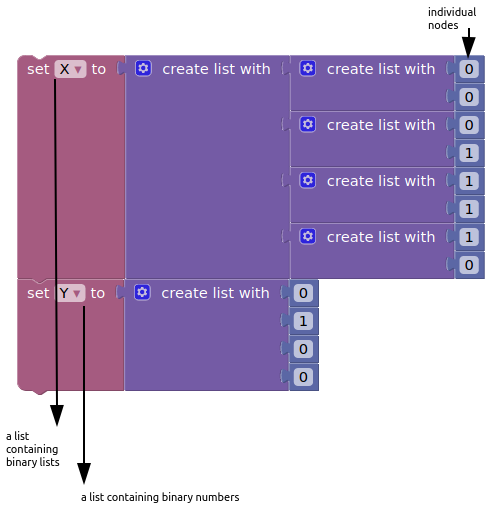 individual
nodes
set X ▾ to create list with create list with 0
0
create list with 0
1
create list with 1
1
create list with 1
0
set Y ▾ to create list with 0
1
0
0
a list
containing
binary lists
a list containing binary numbers